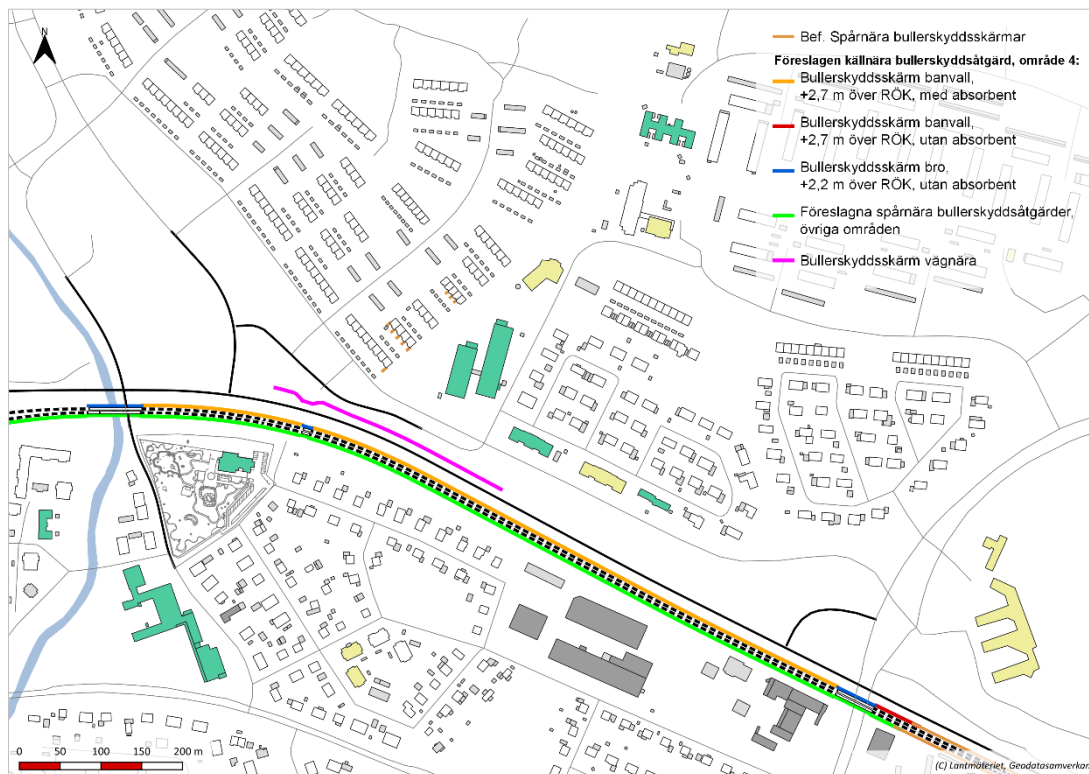 N
Bef. Spårnära bullerskyddsskärmar
Föreslagen källnära bullerskyddsåtgärd, område 4:
Bullerskyddsskärm banvall,
+2,7 m över RÖK, med absorbent
Bullerskyddsskärm banvall,
+2,7 m över RÖK, utan absorbent
Bullerskyddsskärm bro,
+2,2 m över RÖK, utan absorbent
Föreslagna spårnära bullerskyddsåtgärder,
övriga områden
Bullerskyddsskärm vägnära
0 50 100 150 200 m
(C) Lantmäteriet, Geodatasamverkan